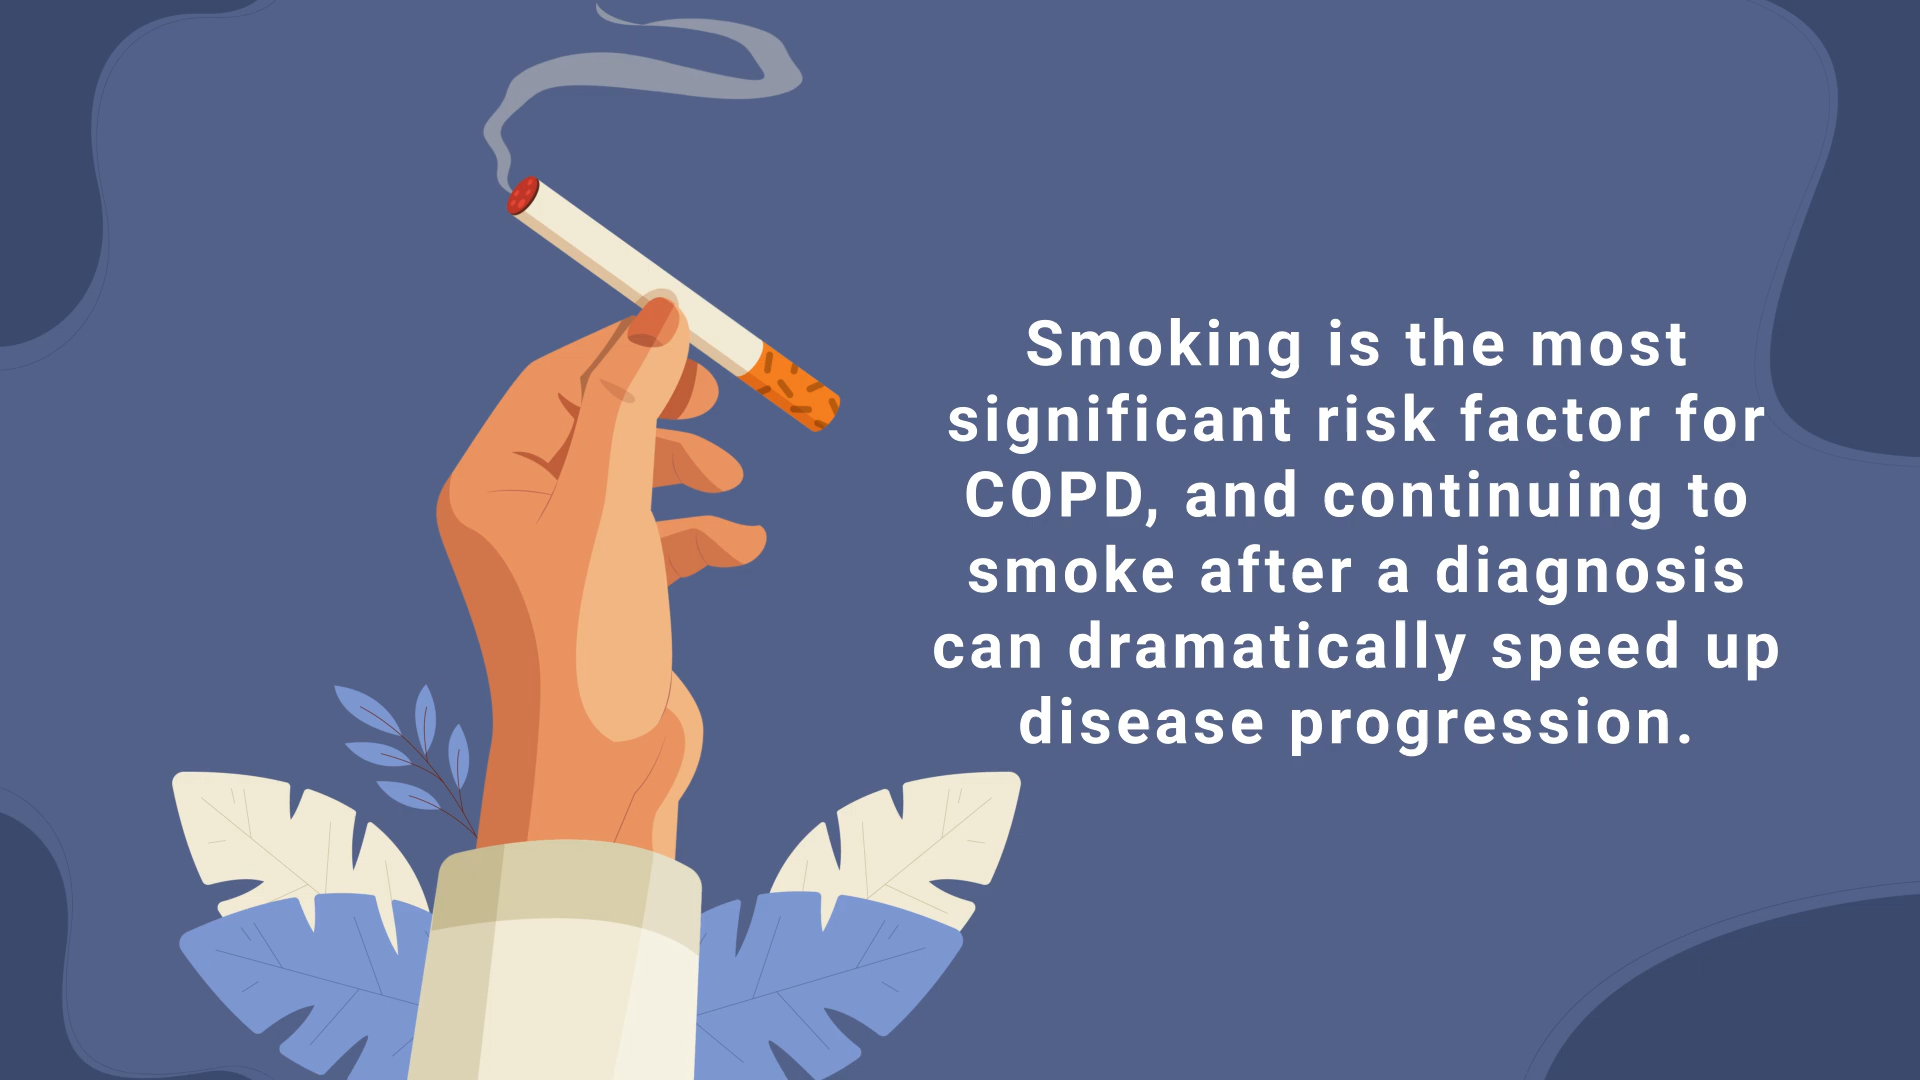 Smoking is the most
significant risk factor for
COPD, and continuing to
smoke after a diagnosis
can dramatically speed up
disease progression.